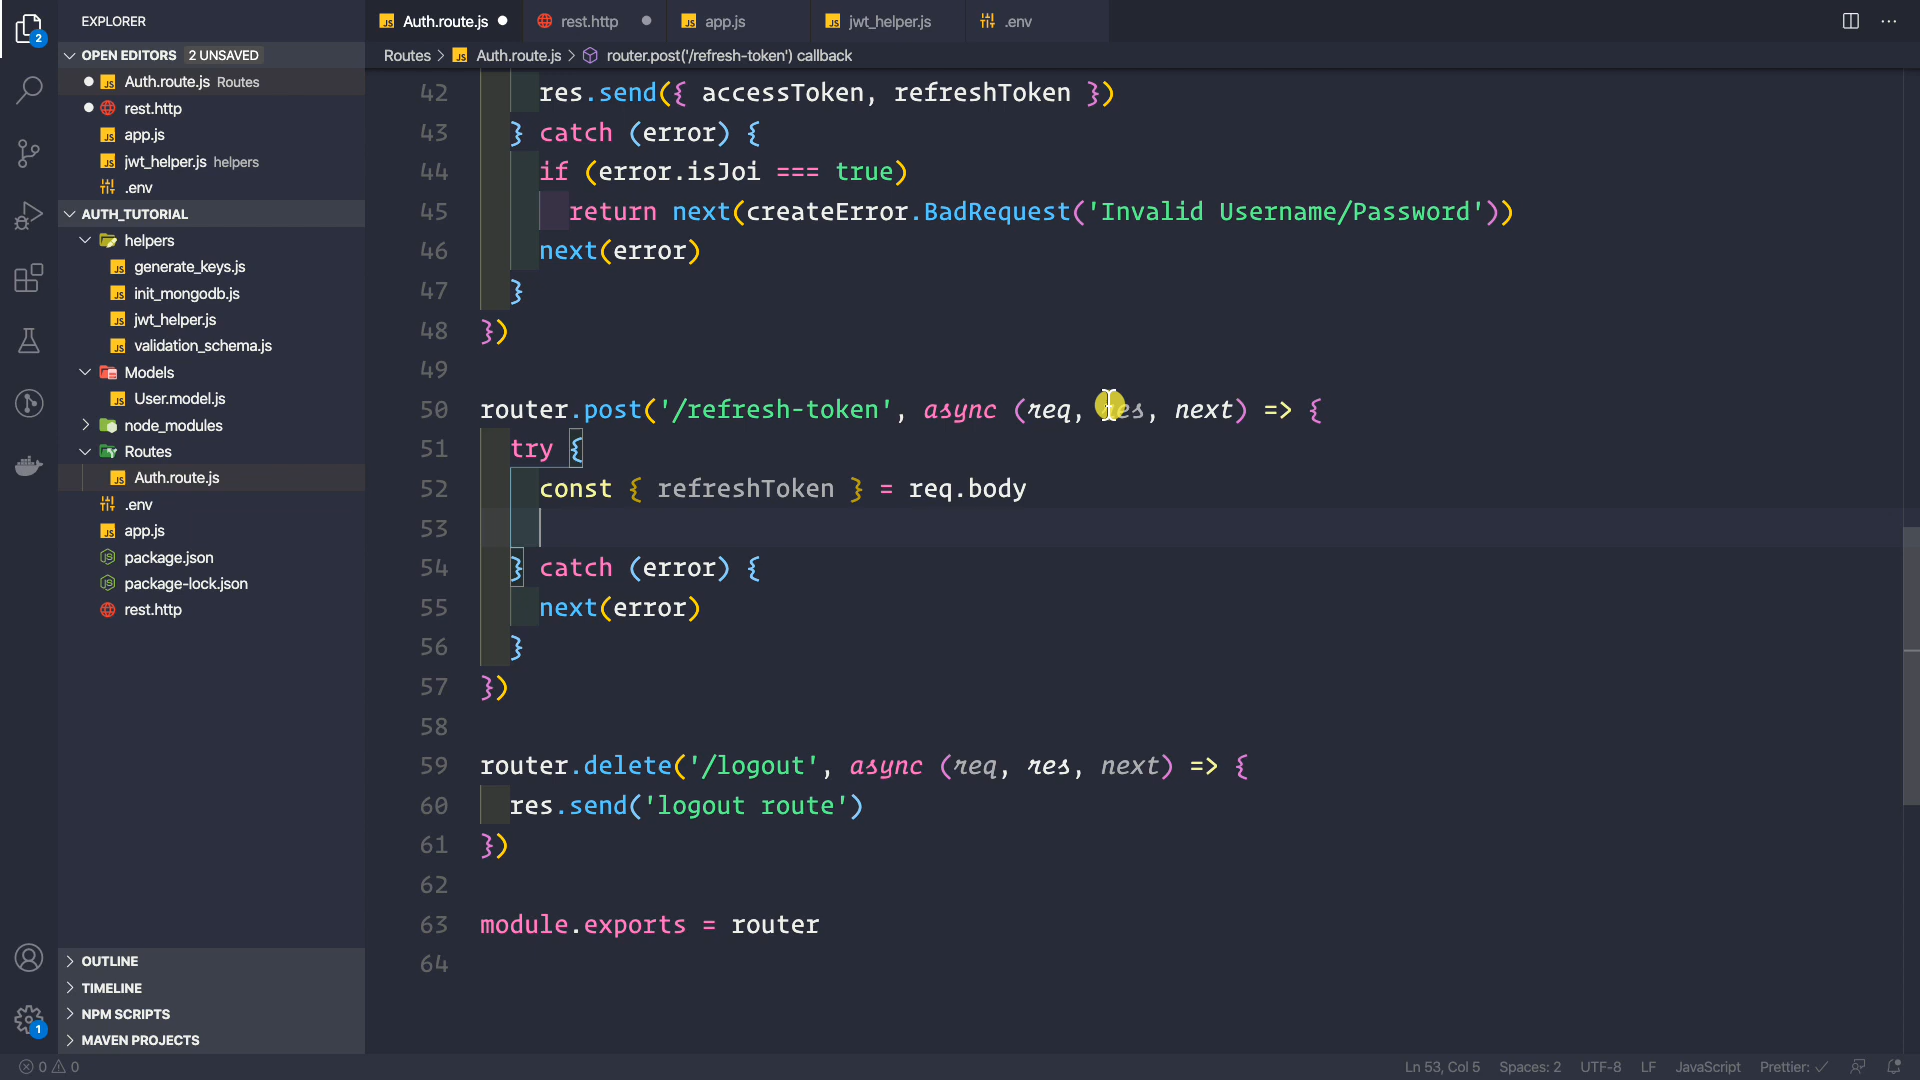 EXPLORER
OPEN EDITORS 2 UNSAVED
Auth.route.js Routes
rest.http
app.js
jwt_helper.js helpers
.env
AUTH_TUTORIAL
helpers
generate_keys.js
init_mongodb.js
jwt_helper.js
validation_schema.js
Models
User.model.js
node_modules
Routes
Auth.route.js
.env
app.js
package.json
package-lock.json
rest.http
OUTLINE
TIMELINE
NPM SCRIPTS
MAVEN PROJECTS
2
1
Auth.route.js rest.http app.js jwt_helper.js .env
Routes > Auth.route.js > router.post('/refresh-token') callback
42 res.send({ accessToken, refreshToken })
43 } catch (error) {
44 if (error.isJoi === true)
45 return next(createError.BadRequest('Invalid Username/Password'))
46 next(error)
47 }
48 })
49
50 router.post('/refresh-token', async (req, res, next) => {
51 try {
52 const { refreshToken } = req.body
53
54 } catch (error) {
55 next(error)
56 }
57 })
58
59 router.delete('/logout', async (req, res, next) => {
60 res.send('logout route')
61 })
62
63 module.exports = router
64
0 0 Ln 53, Col 5 Spaces: 2 UTF-8 LF JavaScript Prettier: ✓